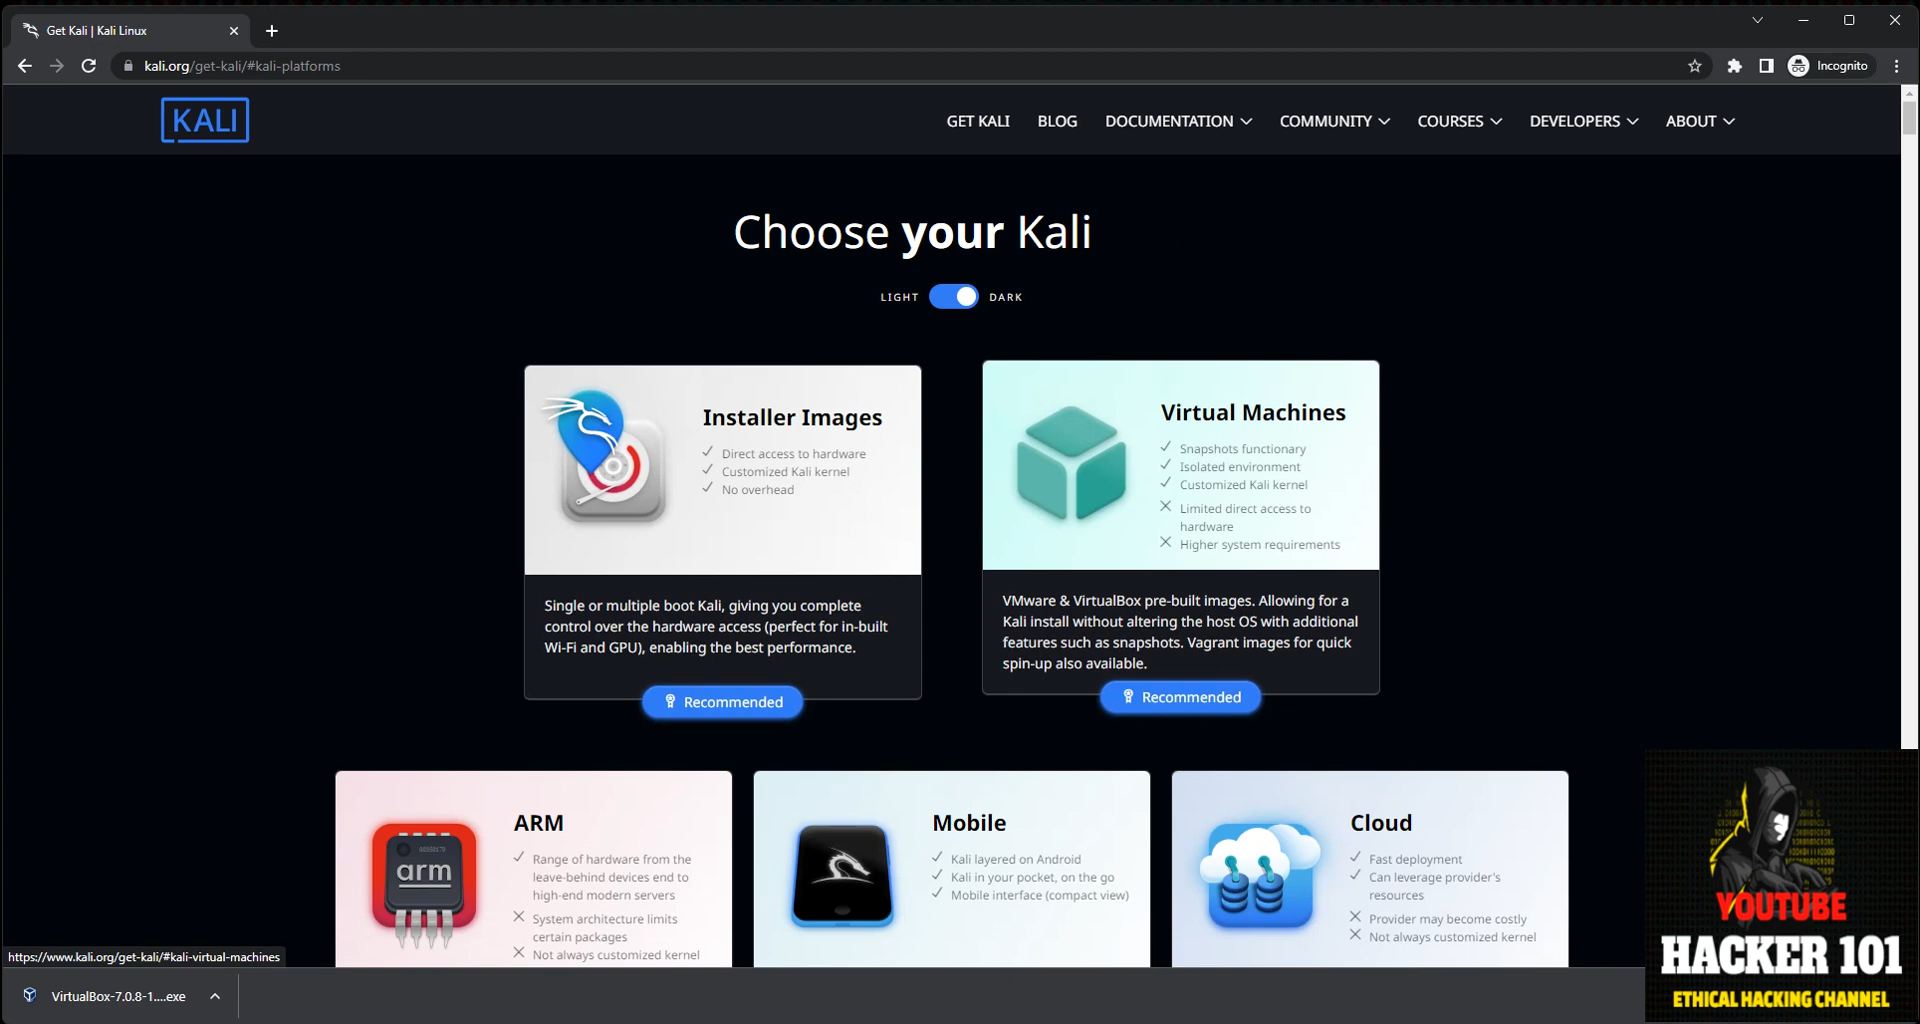 Get Kali | Kali Linux
kali.org/get-kali/#kali-platforms
Incognito
KALI
GET KALI
BLOG
DOCUMENTATION
COMMUNITY
COURSES
DEVELOPERS
ABOUT
Choose your Kali
LIGHT
DARK
Installer Images
Direct access to hardware
Customized Kali kernel
No overhead
Single or multiple boot Kali, giving you complete
control over the hardware access (perfect for in-built
Wi-Fi and GPU), enabling the best performance.
Recommended
Virtual Machines
Snapshots functionary
Isolated environment
Customized Kali kernel
Limited direct access to
hardware
Higher system requirements
VMware & VirtualBox pre-built images. Allowing for a
Kali install without altering the host OS with additional
features such as snapshots. Vagrant images for quick
spin-up also available.
Recommended
ARM
arm
Range of hardware from the
leave-behind devices end to
high-end modern servers
System architecture limits
certain packages
Not always customized kernel
Mobile
Kali layered on Android
Kali in your pocket, on the go
Mobile interface (compact view)
Cloud
Fast deployment
Can leverage provider's
resources
Provider may become costly
Not always customized kernel
https://www.kali.org/get-kali/#kali-virtual-machines
VirtualBox-7.0.8-1....exe
YOUTUBE
HACKER 101
ETHICAL HACKING CHANNEL